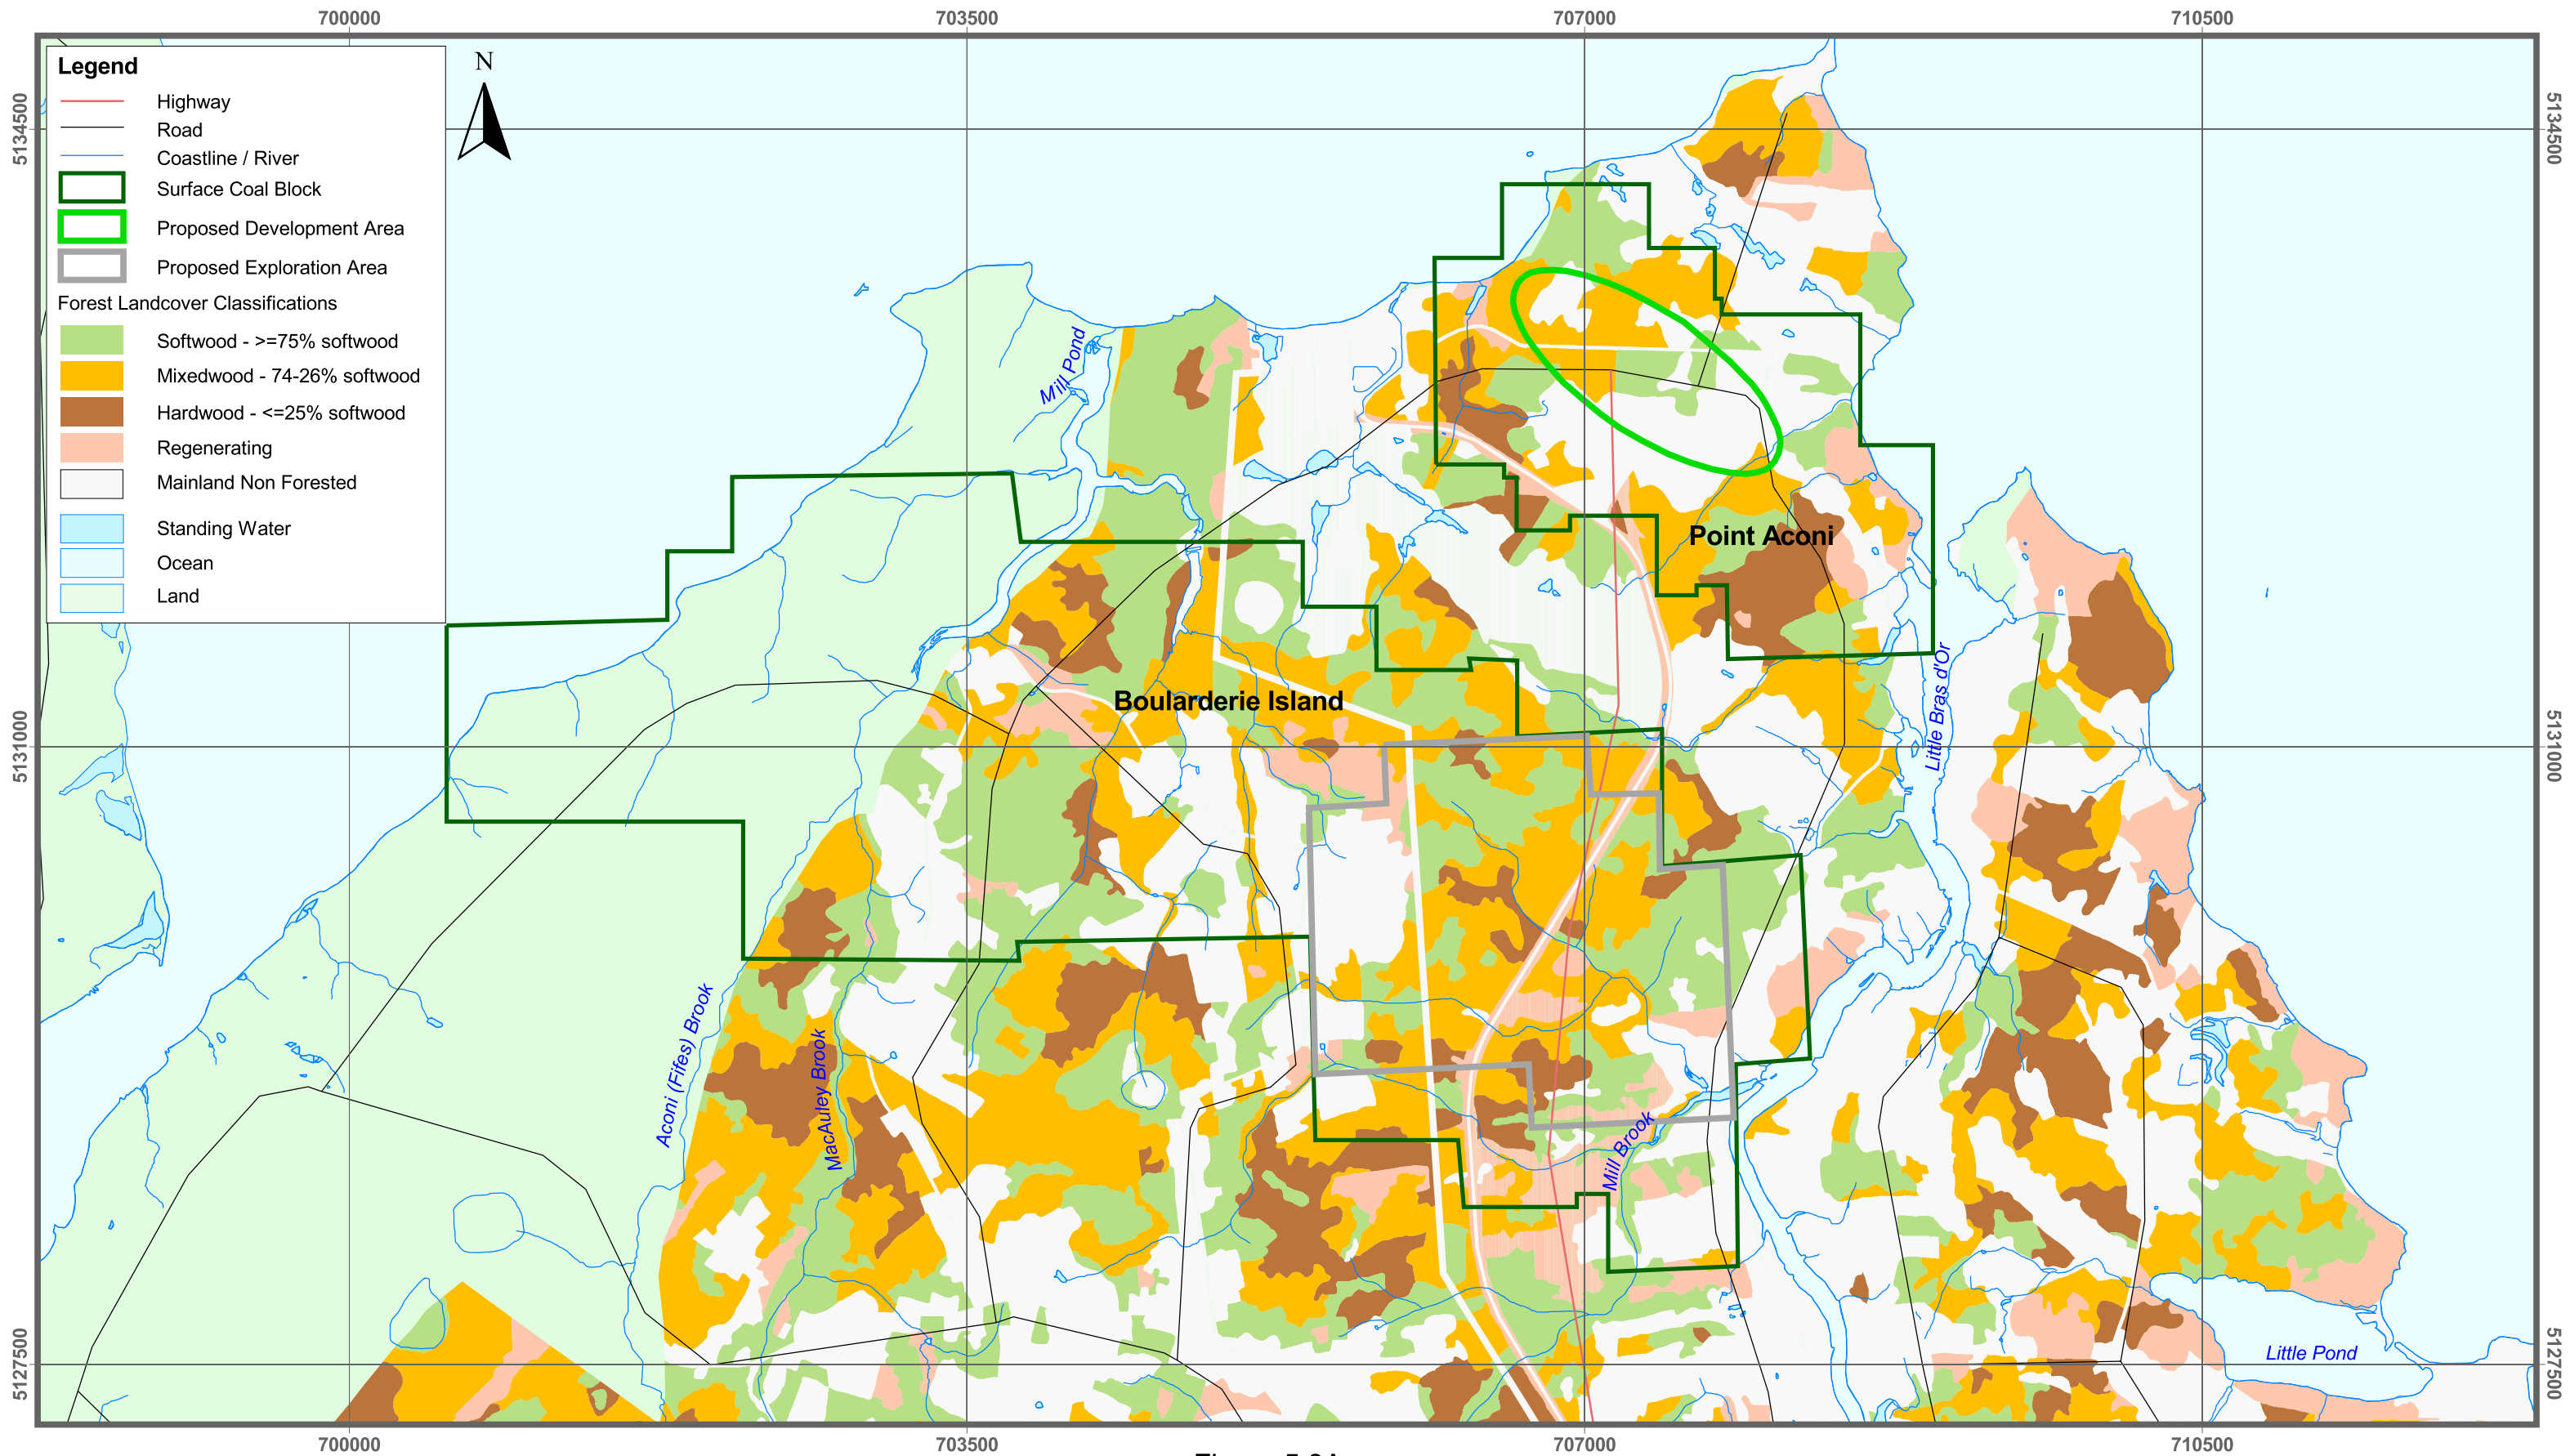 700000 703500 707000 710500
5134500
5134500
Legend
Highway
Road
Coastline / River
Surface Coal Block
Proposed Development Area
Proposed Exploration Area
Forest Landcover Classifications
Softwood - >=75% softwood
Mixedwood - 74-26% softwood
Hardwood - <=25% softwood
Regenerating
Mainland Non Forested
Standing Water
Ocean
Land
N
Mill Pond
Point Aconi
Boularderie Island
Little Bras d'Or
5131000
5131000
Aconi (Fifes) Brook
MacAuley Brook
Mill Brook
Little Pond
5127500
5127500
700000 703500 707000 710500